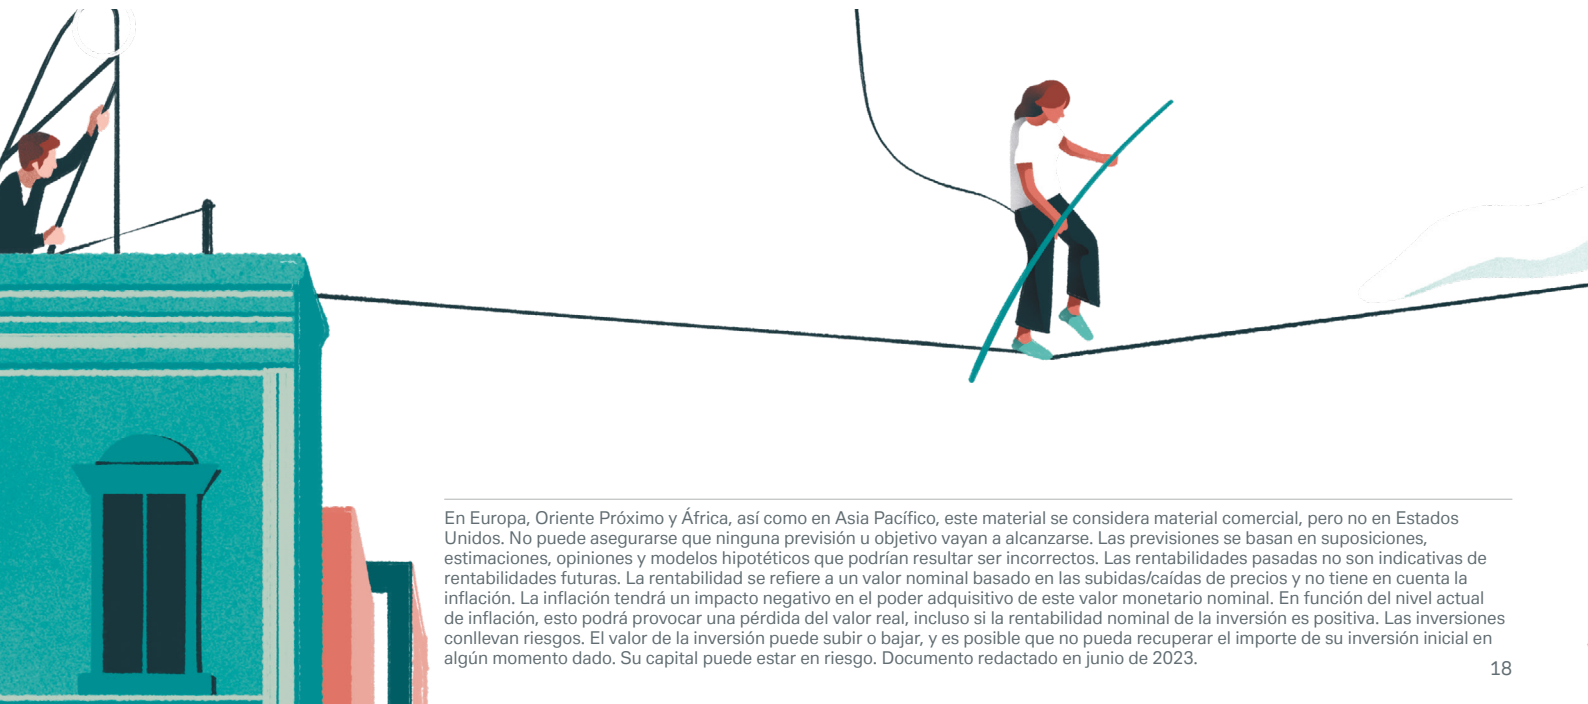 En Europa, Oriente Próximo y África, así como en Asia Pacífico, este material se considera material comercial, pero no en Estados
Unidos. No puede asegurarse que ninguna previsión u objetivo vayan a alcanzarse. Las previsiones se basan en suposiciones,
estimaciones, opiniones y modelos hipotéticos que podrían resultar ser incorrectos. Las rentabilidades pasadas no son indicativas de
rentabilidades futuras. La rentabilidad se refiere a un valor nominal basado en las subidas/caídas de precios y no tiene en cuenta la
inflación. La inflación tendrá un impacto negativo en el poder adquisitivo de este valor monetario nominal. En función del nivel actual
de inflación, esto podrá provocar una pérdida del valor real, incluso si la rentabilidad nominal de la inversión es positiva. Las inversiones
conllevan riesgos. El valor de la inversión puede subir o bajar, y es posible que no pueda recuperar el importe de su inversión inicial en
algún momento dado. Su capital puede estar en riesgo. Documento redactado en junio de 2023.
18